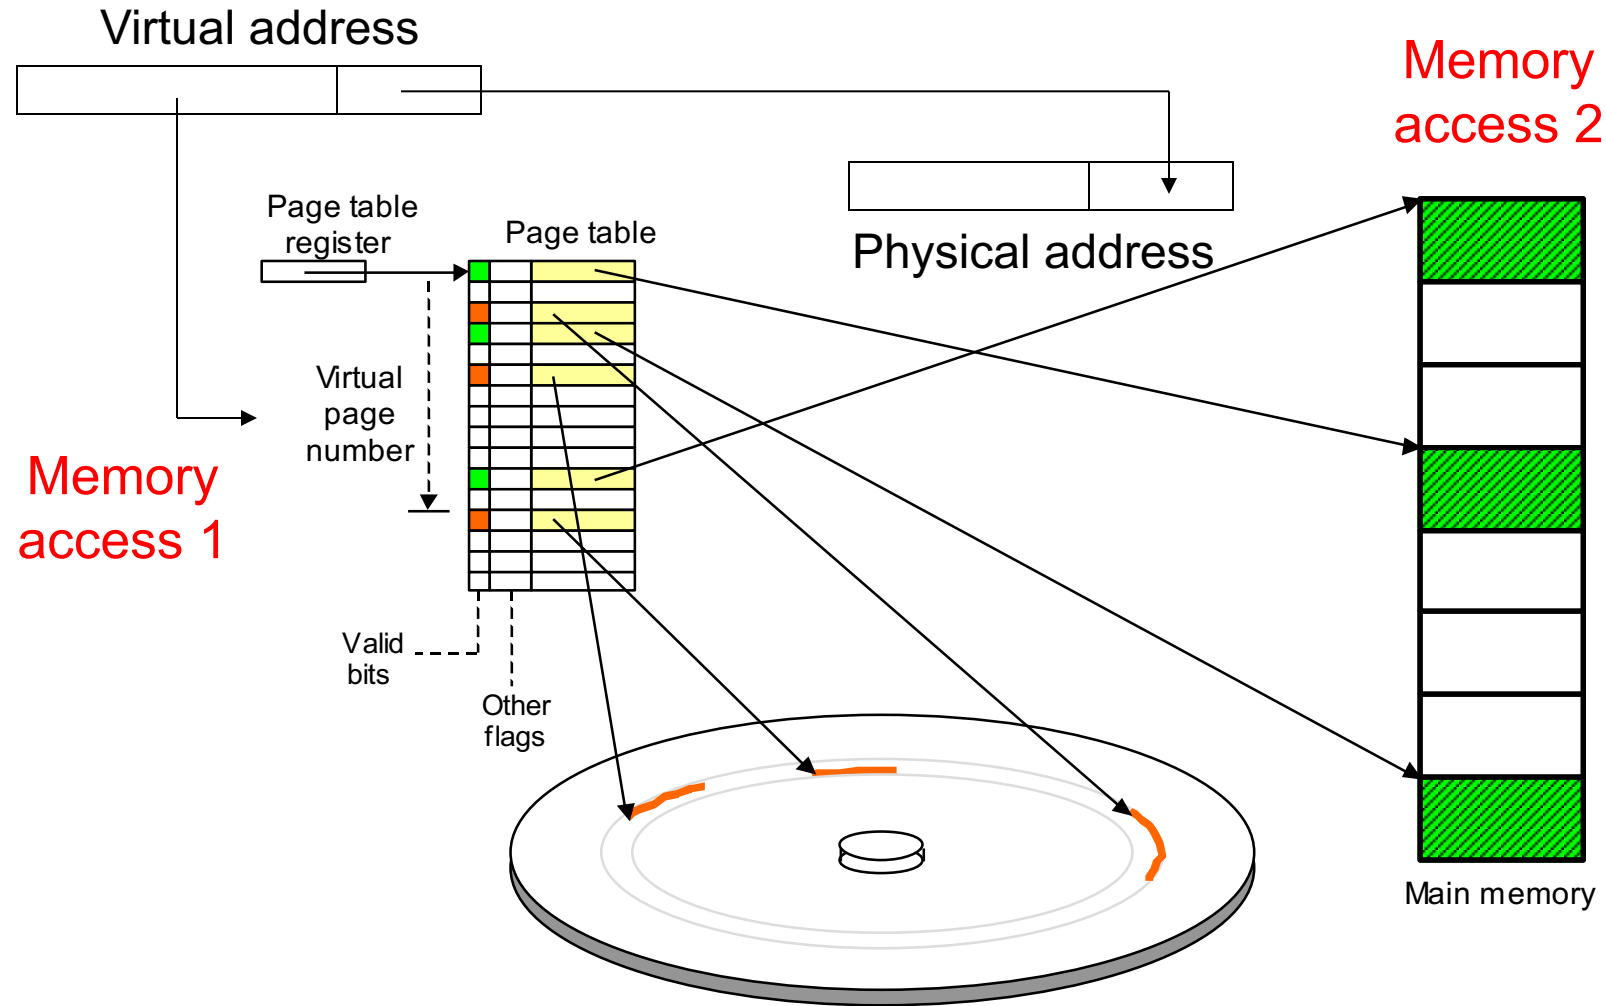 Virtual address
Memory
access 2
Page table
register
Page table
Physical address
Virtual
page
number
Memory
access 1
Valid
bits
Other
flags
Main memory